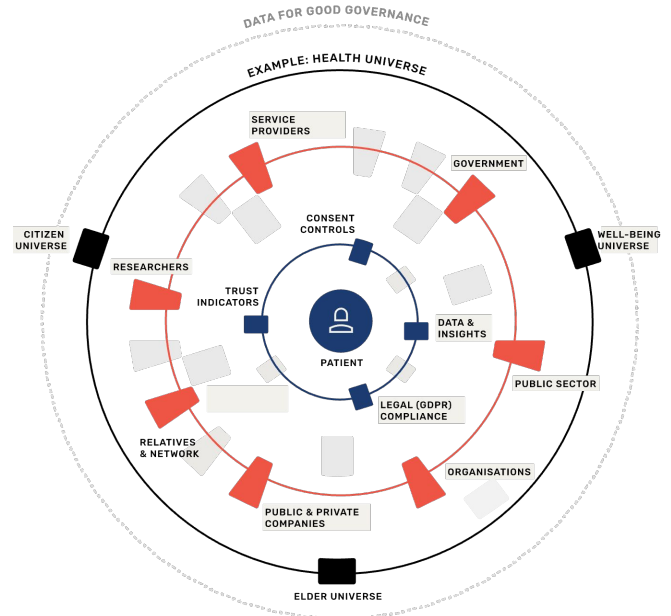 DATA FOR GOOD GOVERNANCE
EXAMPLE: HEALTH UNIVERSE
SERVICE
PROVIDERS
GOVERNMENT
CONSENT
CONTROLS
CITIZEN
UNIVERSE
WELL-BEING
UNIVERSE
RESEARCHERS
TRUST
INDICATORS
DATA &
INSIGHTS
PATIENT
PUBLIC SECTOR
LEGAL (GDPR)
COMPLIANCE
RELATIVES
& NETWORK
ORGANISATIONS
PUBLIC & PRIVATE
COMPANIES
ELDER UNIVERSE